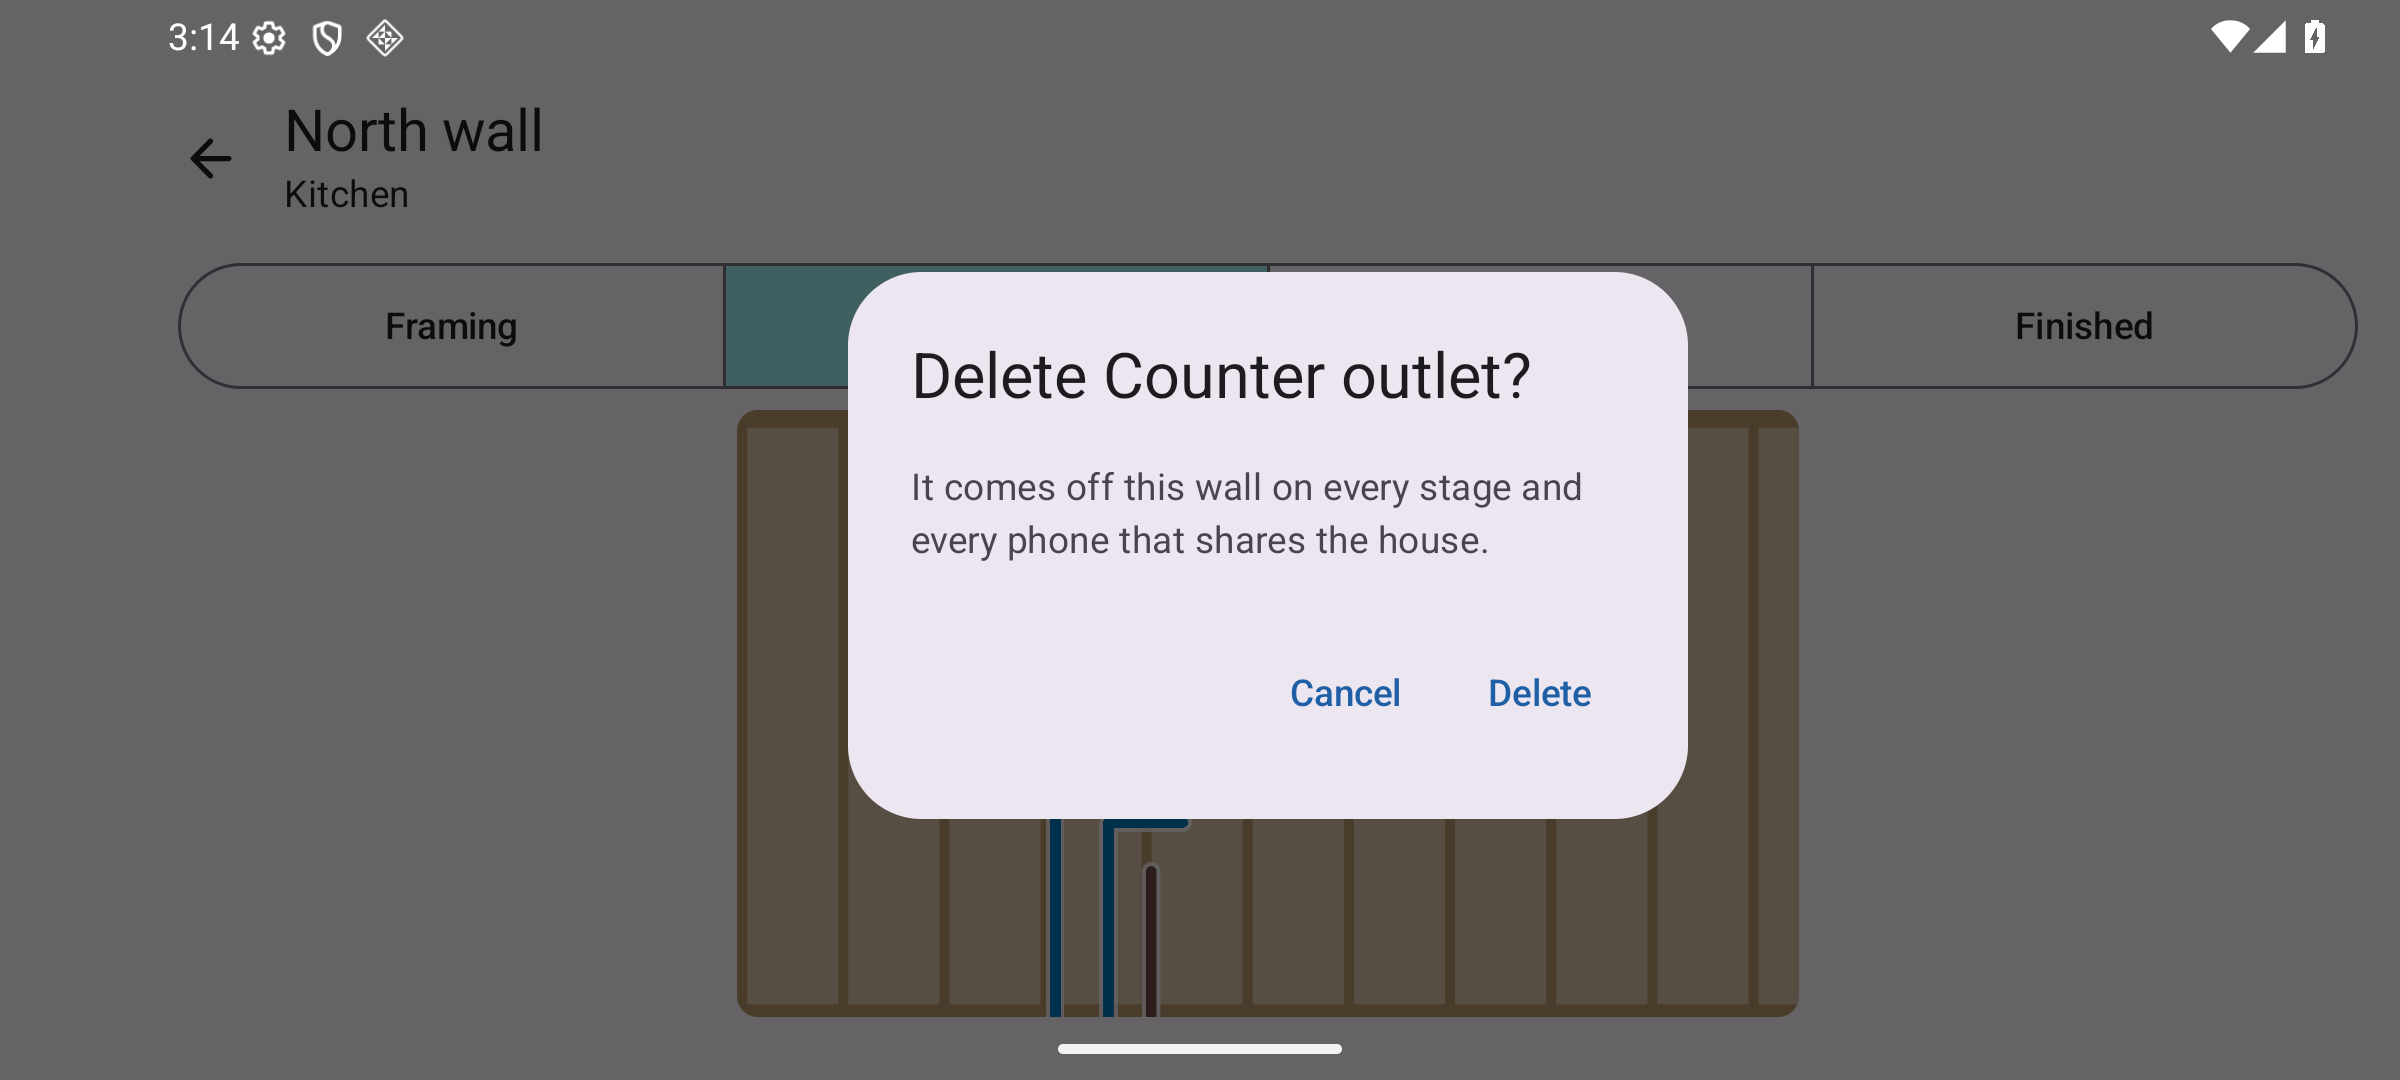 3:14
North wall
Kitchen
Framing
Finished
Delete Counter outlet?
It comes off this wall on every stage and
every phone that shares the house.
Cancel
Delete